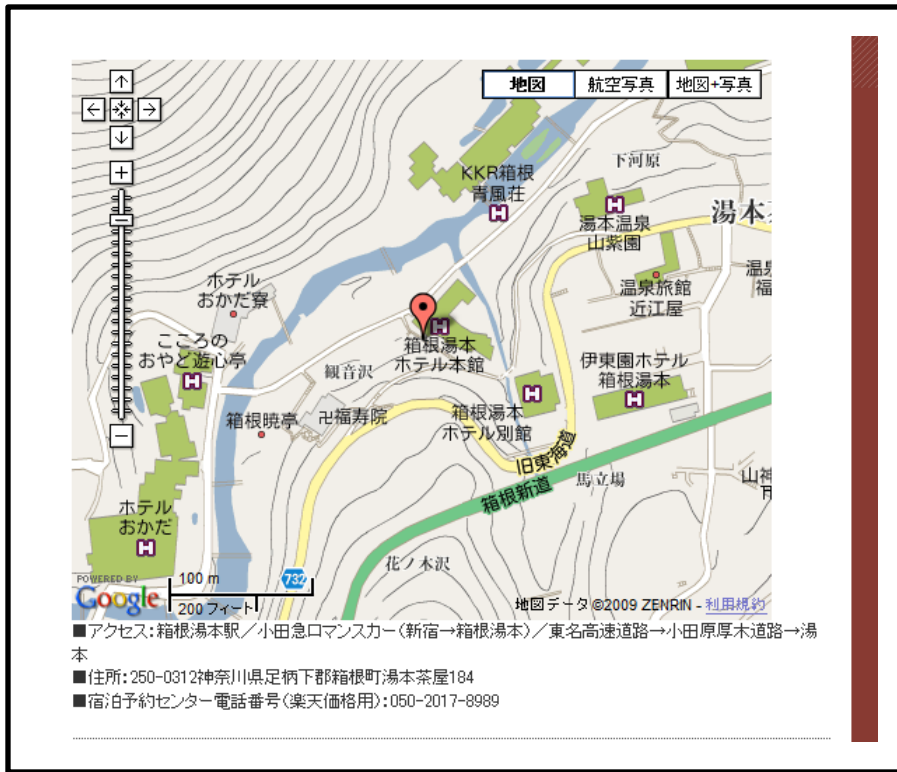 地図 航空写真 地図+写真
KKR箱根
青風荘
下河原
湯本温泉
山紫園
湯本
ホテル
おかだ寮
温泉旅館
近江屋
こころの
おやど遊心亭
箱根湯本
ホテル本館
観音沢
伊東園ホテル
箱根湯本
箱根暁亭
卍福寿院
箱根湯本
ホテル別館
旧東海道
箱根新道
馬立場
山神
ホテル
おかだ
花ノ木沢
732
POWERED BY
Google
100 m
200 フィート
地図データ ©2009 ZENRIN - 利用規約
■アクセス:箱根湯本駅/小田急ロマンスカー(新宿→箱根湯本)/東名高速道路→小田原厚木道路→湯
本
■住所:250-0312神奈川県足柄下郡箱根町湯本茶屋184
■宿泊予約センター電話番号(楽天価格用):050-2017-8989